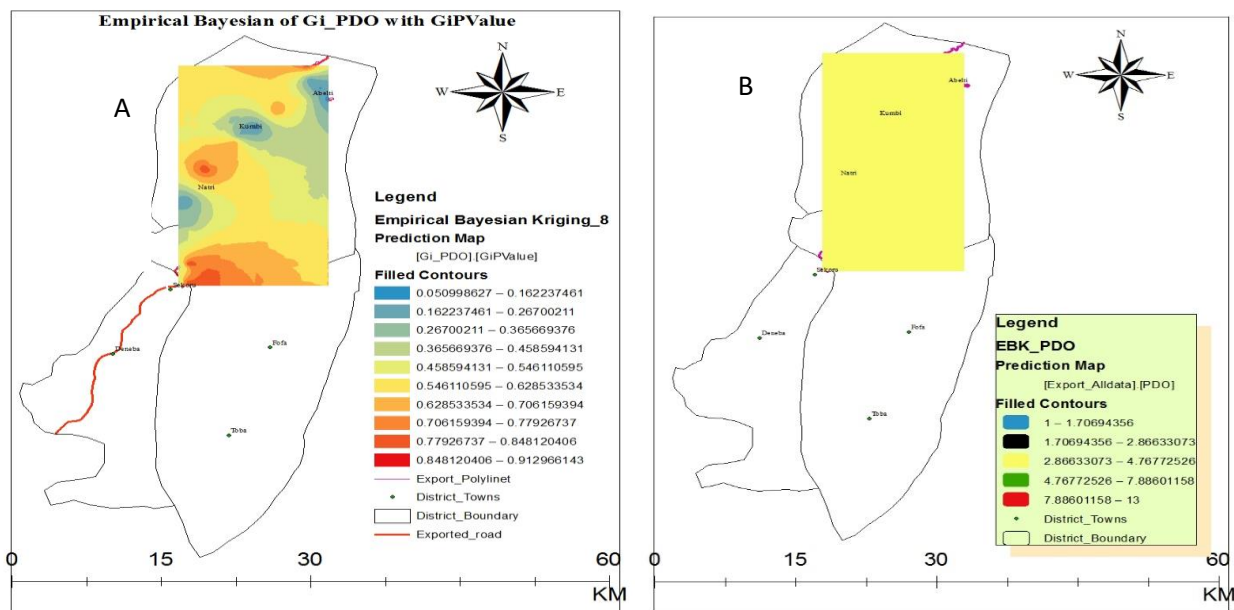 Empirical Bayesian of Gi_PDO with GiPValue
A
N
W
E
S
Abelti
Kumbi
Natri
Legend
Empirical Bayesian Kriging_8
Prediction Map
[Gi_PDO].[GiPValue]
Filled Contours
0.050998627 – 0.162237461
0.162237461 – 0.26700211
0.26700211 – 0.365669376
0.365669376 – 0.458594131
0.458594131 – 0.546110595
0.546110595 – 0.628533534
0.628533534 – 0.706159394
0.706159394 – 0.77926737
0.77926737 – 0.848120406
0.848120406 – 0.912966143
Export_Polylinet
District_Towns
District_Boundary
Exported_road
Sekoru
Deneba
Fofa
Toba
0 15 30 60
KM
B
N
W
E
S
Abelti
Kumbi
Natri
Sekoru
Deneba
Fofa
Toba
Legend
EBK_PDO
Prediction Map
[Export_Alldata].[PDO]
Filled Contours
1 – 1.70694356
1.70694356 – 2.86633073
2.86633073 – 4.76772526
4.76772526 – 7.88601158
7.88601158 – 13
District_Towns
District_Boundary
0 15 30 60
KM